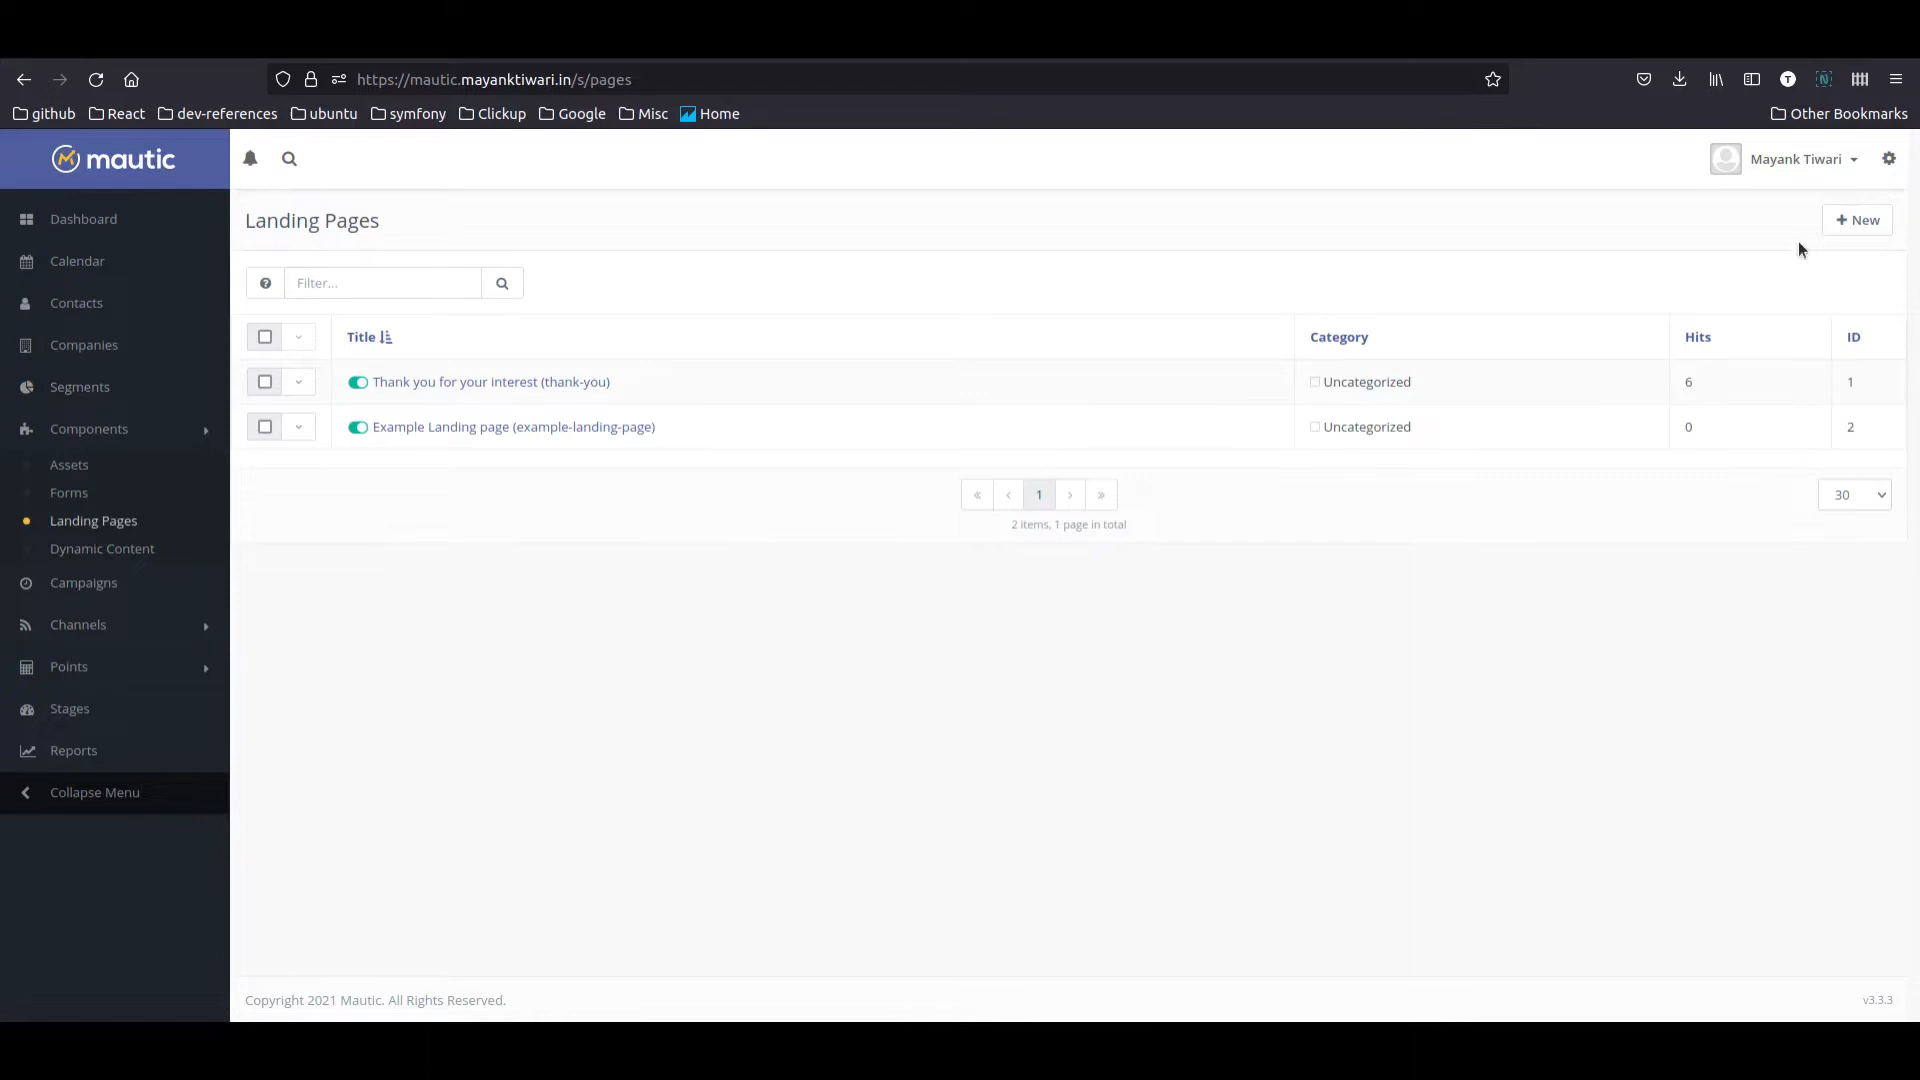 https://mautic.mayanktiwari.in/s/pages
T
N
github React dev-references ubuntu symfony Clickup Google Misc Home Other Bookmarks
mautic
Mayank Tiwari
Dashboard
Calendar
Contacts
Companies
Segments
Components
Assets
Forms
Landing Pages
Dynamic Content
Campaigns
Channels
Points
Stages
Reports
Collapse Menu
Landing Pages
+ New
Filter...
Title Category Hits ID
Thank you for your interest (thank-you) Uncategorized 6 1
Example Landing page (example-landing-page) Uncategorized 0 2
« ‹ 1 › »
30
2 items, 1 page in total
Copyright 2021 Mautic. All Rights Reserved.
v3.3.3